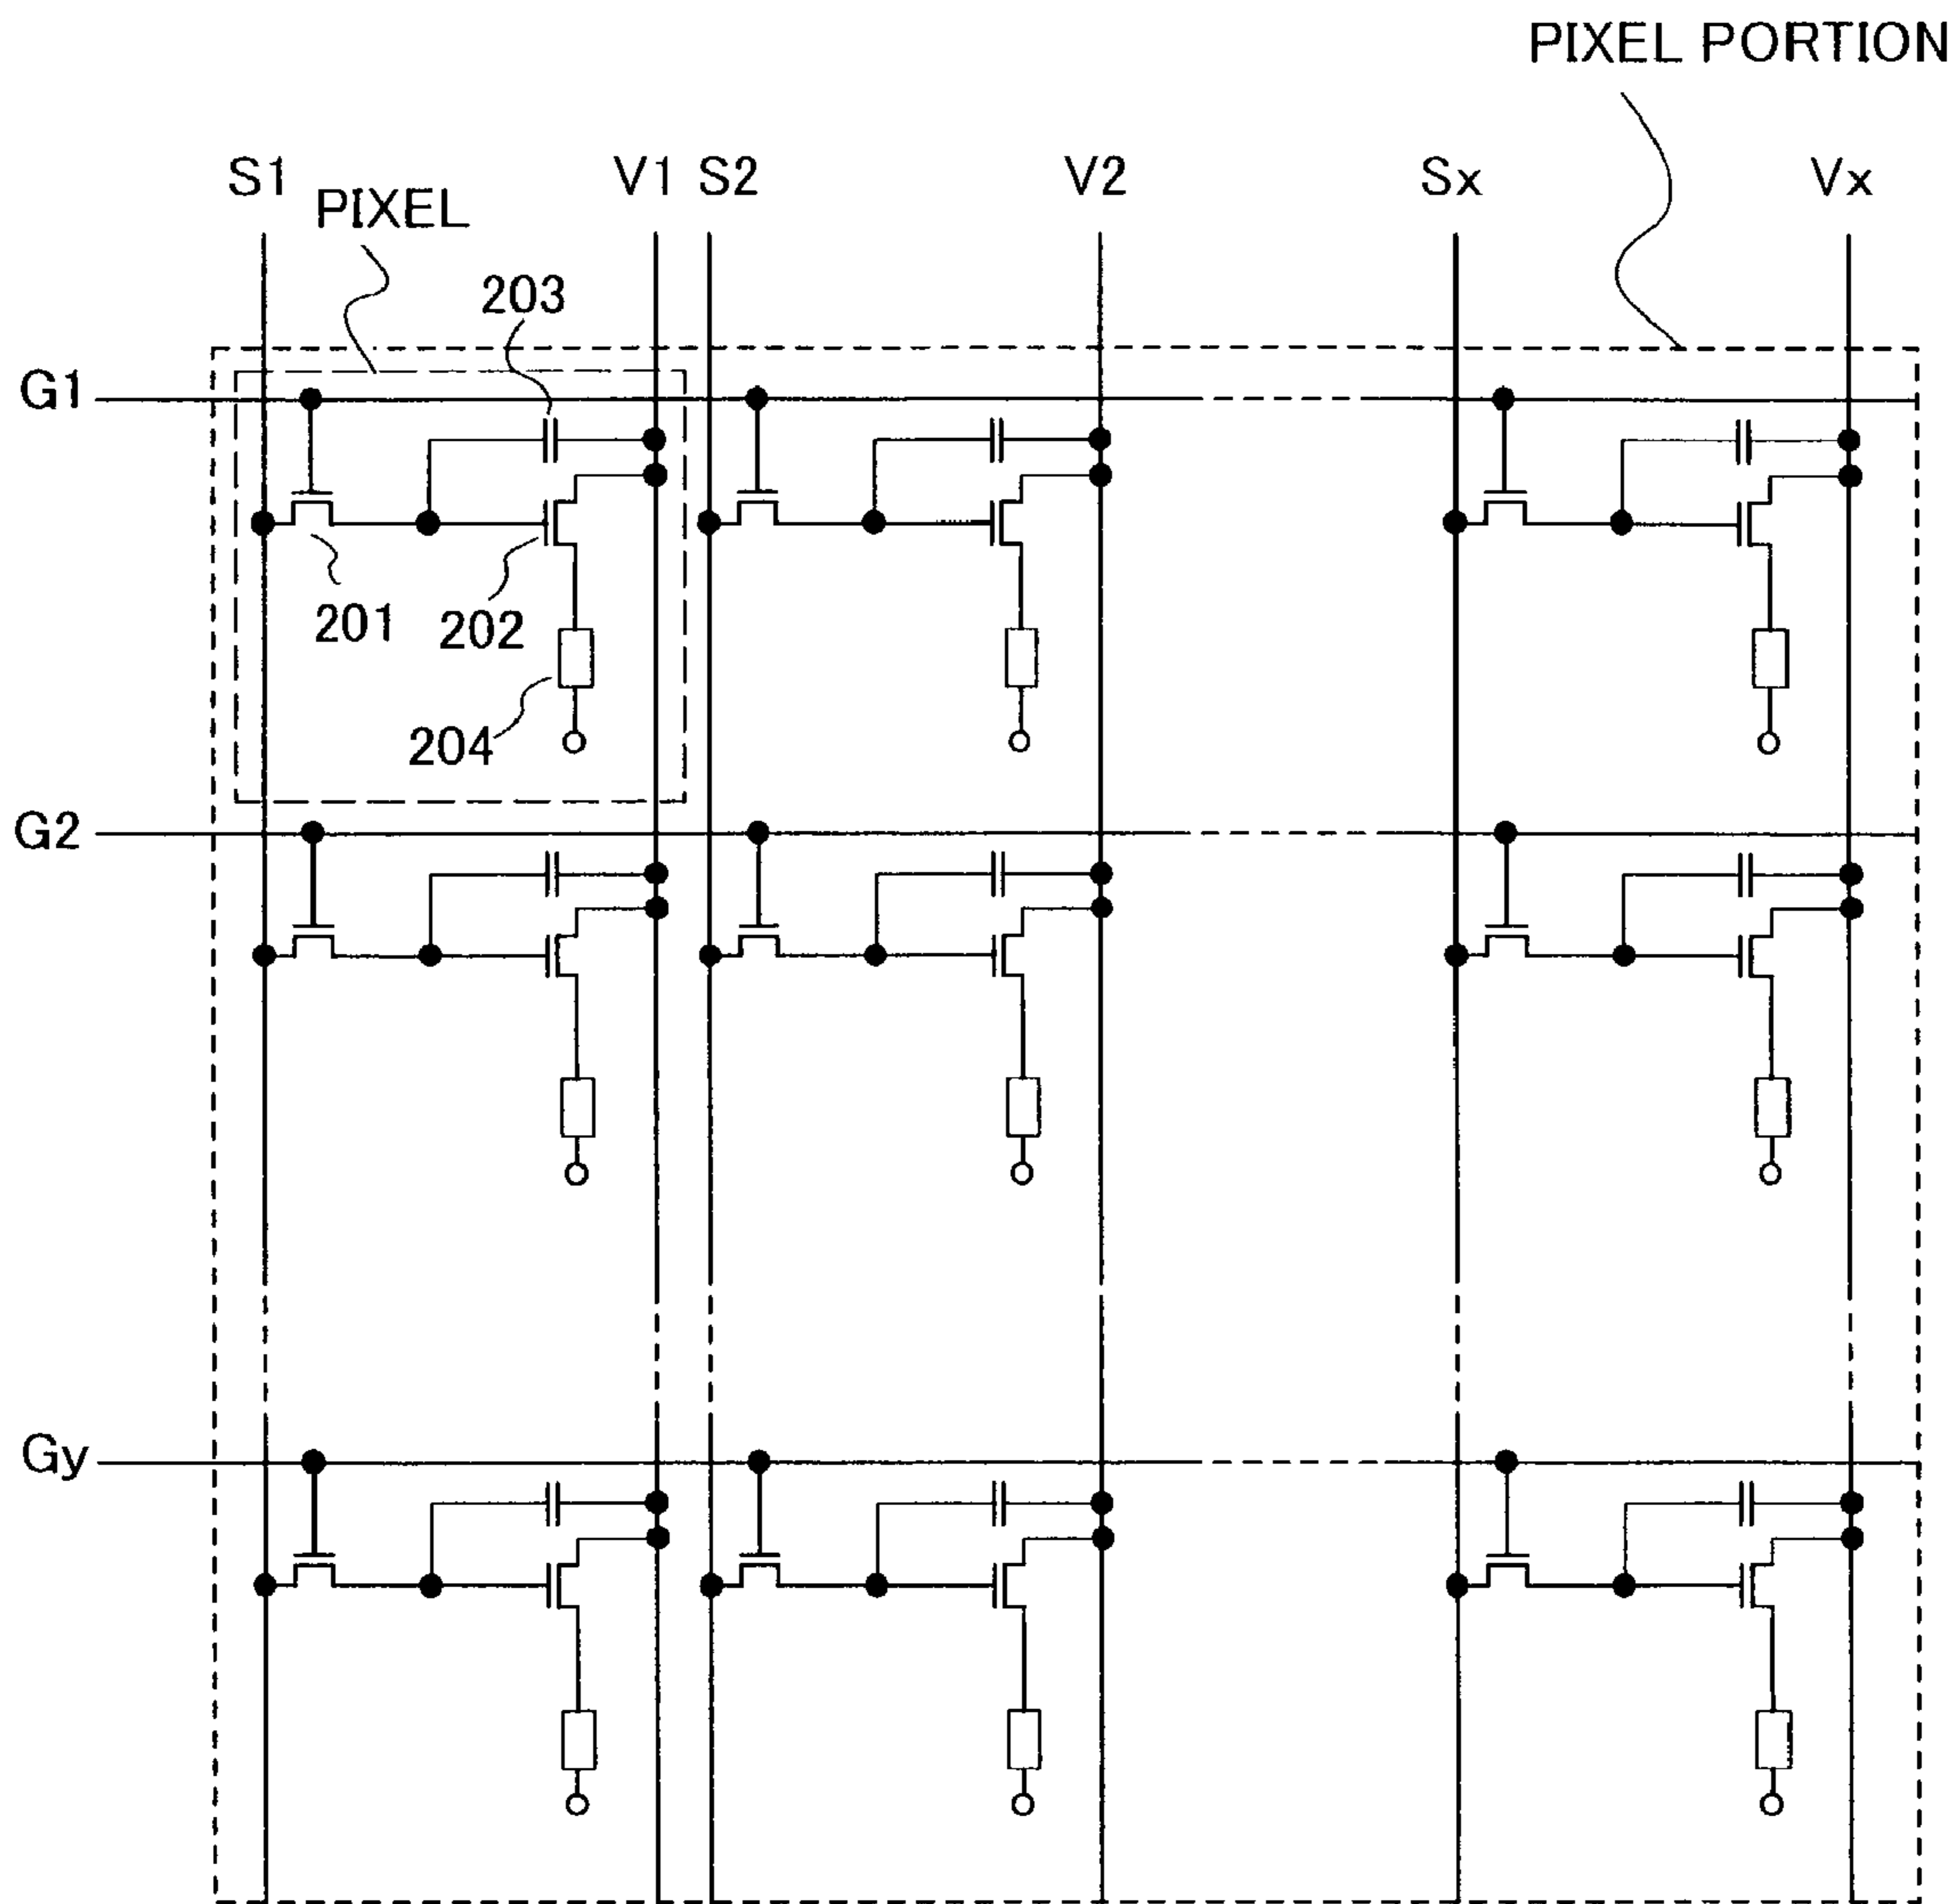 PIXEL PORTION
S1
PIXEL
V1
S2
V2
Sx
Vx
203
G1
201
202
204
G2
Gy